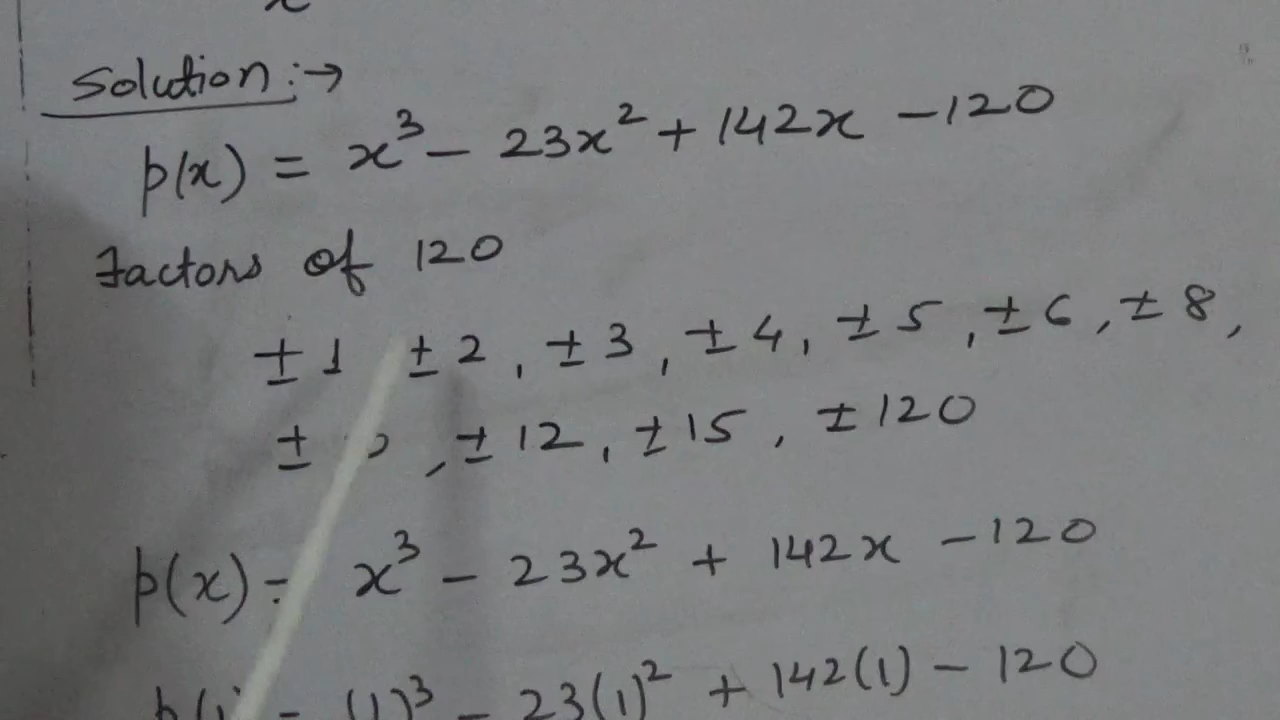 x
Solution :→
p(x) = x³ - 23x² + 142x - 120
Factors of 120
±1 ±2, ±3, ±4, ±5, ±6, ±8,
± , ±12, ±15, ±120
p(x) = x³ - 23x² + 142x - 120
p(1 = (1)³ - 23(1)² + 142(1) - 120